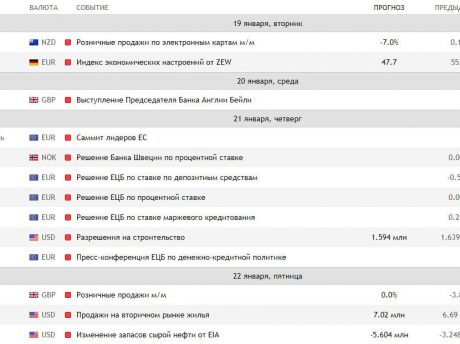 ВАЛЮТА СОБЫТИЕ ПРОГНОЗ ПРЕДЫ
19 января, вторник
NZD Розничные продажи по электронным картам м/м -7.0% 0.1
EUR Индекс экономических настроений от ZEW 47.7 55.
20 января, среда
GBP Выступление Председателя Банка Англии Бейли
21 января, четверг
ь EUR Саммит лидеров ЕС
NOK Решение Банка Швеции по процентной ставке 0.0
EUR Решение ЕЦБ по ставке по депозитным средствам -0.5
EUR Решение ЕЦБ по процентной ставке 0.0
EUR Решение ЕЦБ по ставке маржевого кредитования 0.2
USD Разрешения на строительство 1.594 млн 1.639
EUR Пресс-конференция ЕЦБ по денежно-кредитной политике
22 января, пятница
GBP Розничные продажи м/м 0.0% -3.
USD Продажи на вторичном рынке жилья 7.02 млн 6.69
USD Изменение запасов сырой нефти от EIA -5.604 млн -3.248